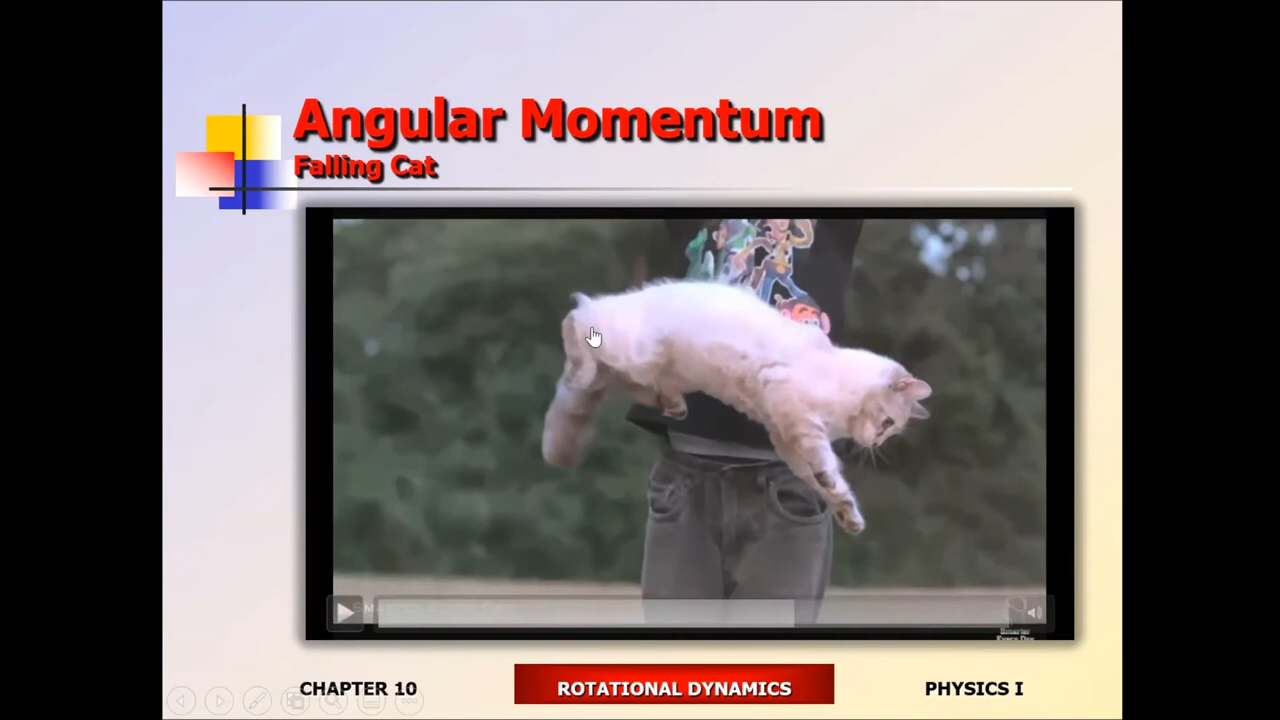 Angular Momentum
Falling Cat
CHAPTER 10
ROTATIONAL DYNAMICS
PHYSICS I